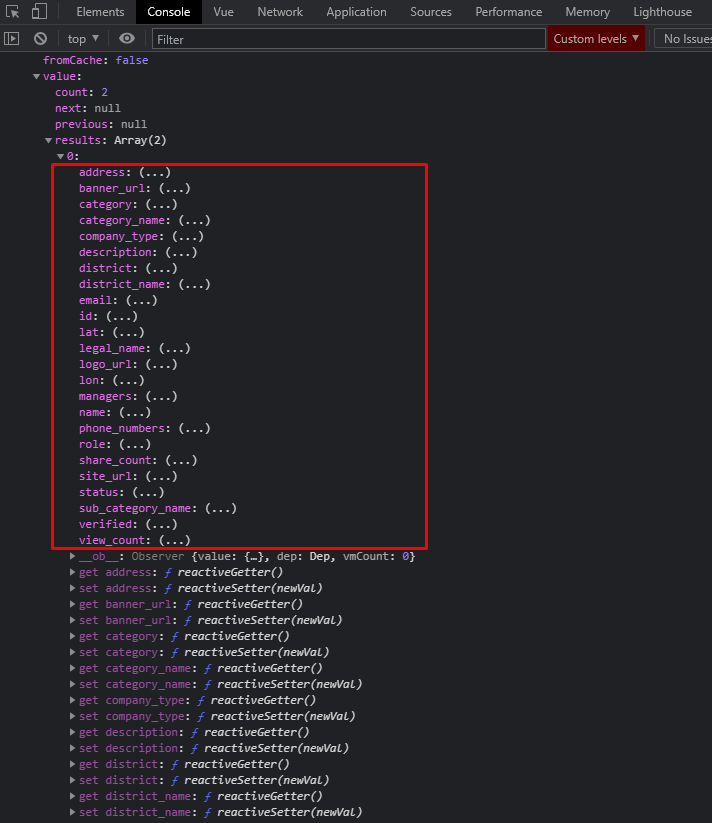 Elements Console Vue Network Application Sources Performance Memory Lighthouse
top Filter Custom levels No Issues
fromCache: false
value:
count: 2
next: null
previous: null
results: Array(2)
0:
address: (...)
banner_url: (...)
category: (...)
category_name: (...)
company_type: (...)
description: (...)
district: (...)
district_name: (...)
email: (...)
id: (...)
lat: (...)
legal_name: (...)
logo_url: (...)
lon: (...)
managers: (...)
name: (...)
phone_numbers: (...)
role: (...)
share_count: (...)
site_url: (...)
status: (...)
sub_category_name: (...)
verified: (...)
view_count: (...)
__ob__: Observer {value: {…}, dep: Dep, vmCount: 0}
get address: ƒ reactiveGetter()
set address: ƒ reactiveSetter(newVal)
get banner_url: ƒ reactiveGetter()
set banner_url: ƒ reactiveSetter(newVal)
get category: ƒ reactiveGetter()
set category: ƒ reactiveSetter(newVal)
get category_name: ƒ reactiveGetter()
set category_name: ƒ reactiveSetter(newVal)
get company_type: ƒ reactiveGetter()
set company_type: ƒ reactiveSetter(newVal)
get description: ƒ reactiveGetter()
set description: ƒ reactiveSetter(newVal)
get district: ƒ reactiveGetter()
set district: ƒ reactiveSetter(newVal)
get district_name: ƒ reactiveGetter()
set district_name: ƒ reactiveSetter(newVal)